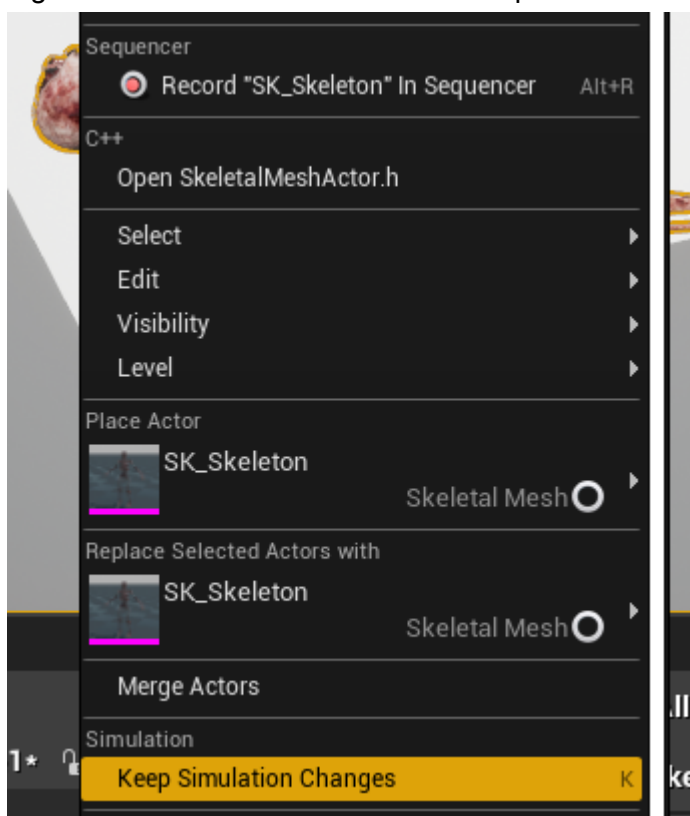 Sequencer
Record "SK_Skeleton" In Sequencer Alt+R
C++
Open SkeletalMeshActor.h
Select
Edit
Visibility
Level
Place Actor
SK_Skeleton
Skeletal Mesh
Replace Selected Actors with
SK_Skeleton
Skeletal Mesh
Merge Actors
Simulation
Keep Simulation Changes K